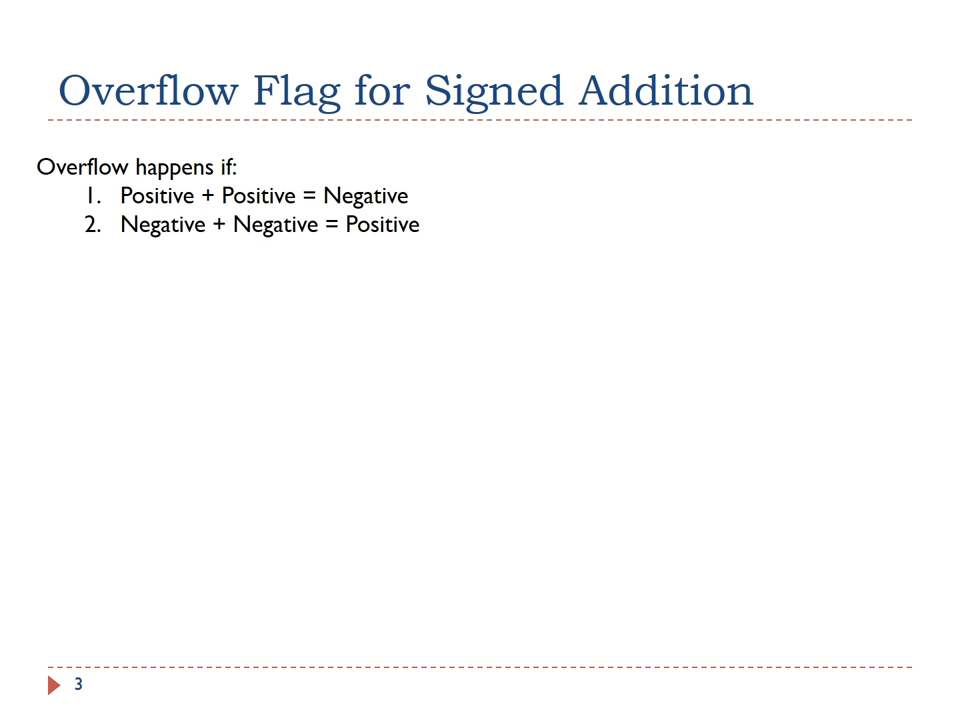 Overflow Flag for Signed Addition
Overflow happens if:
1. Positive + Positive = Negative
2. Negative + Negative = Positive
3